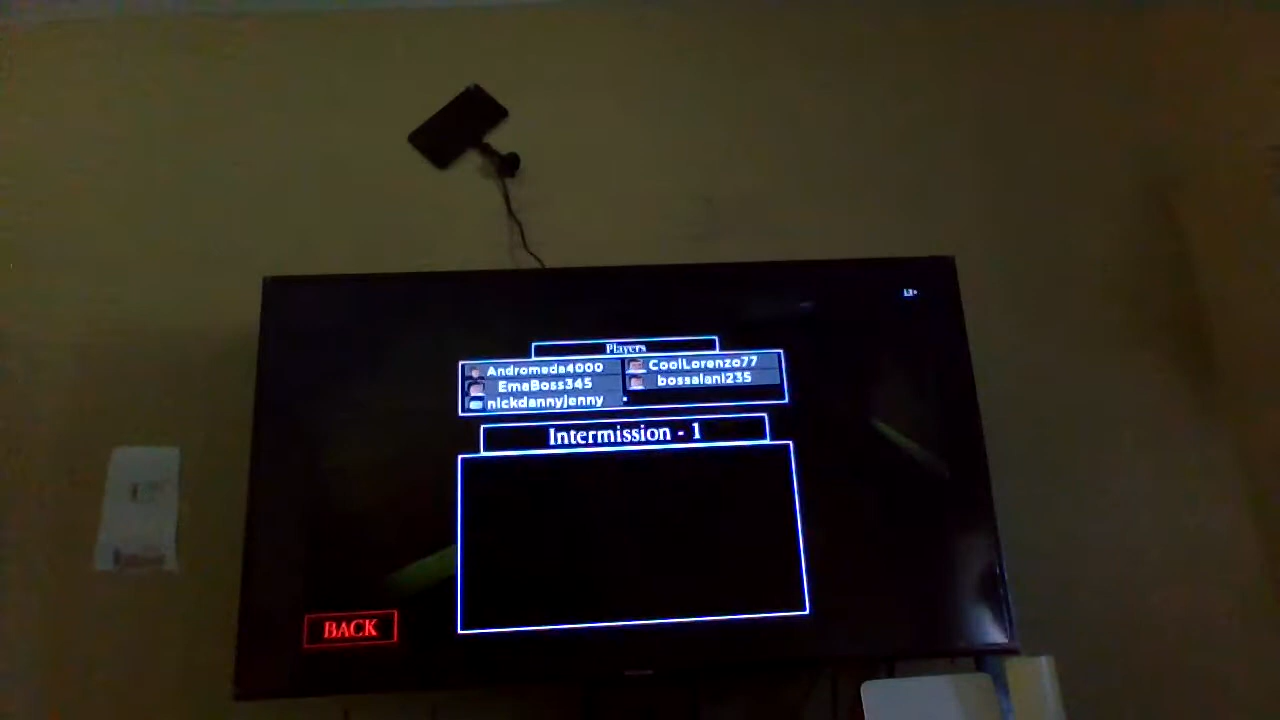 Players
Andromeda4000 CoolLorenzo77
EmaBoss345 bossalani235
nickdannyjenny
Intermission - 1
BACK